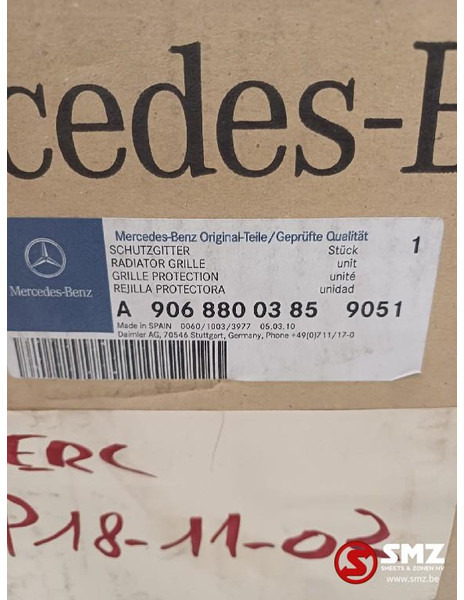 cedes-B
Mercedes-Benz Original-Teile/Geprüfte Qualität
SCHUTZGITTER Stück 1
RADIATOR GRILLE unit
GRILLE PROTECTION unité
REJILLA PROTECTORA unidad
Mercedes-Benz
A 906 880 03 85 9051
Made in SPAIN 0060/1003/3977 05.03.10
Daimler AG, 70546 Stuttgart, Germany, Phone +49(0)711/17-0
ERC
P18-11-02
SMZ
SMEETS & ZONEN NV
www.smz.be